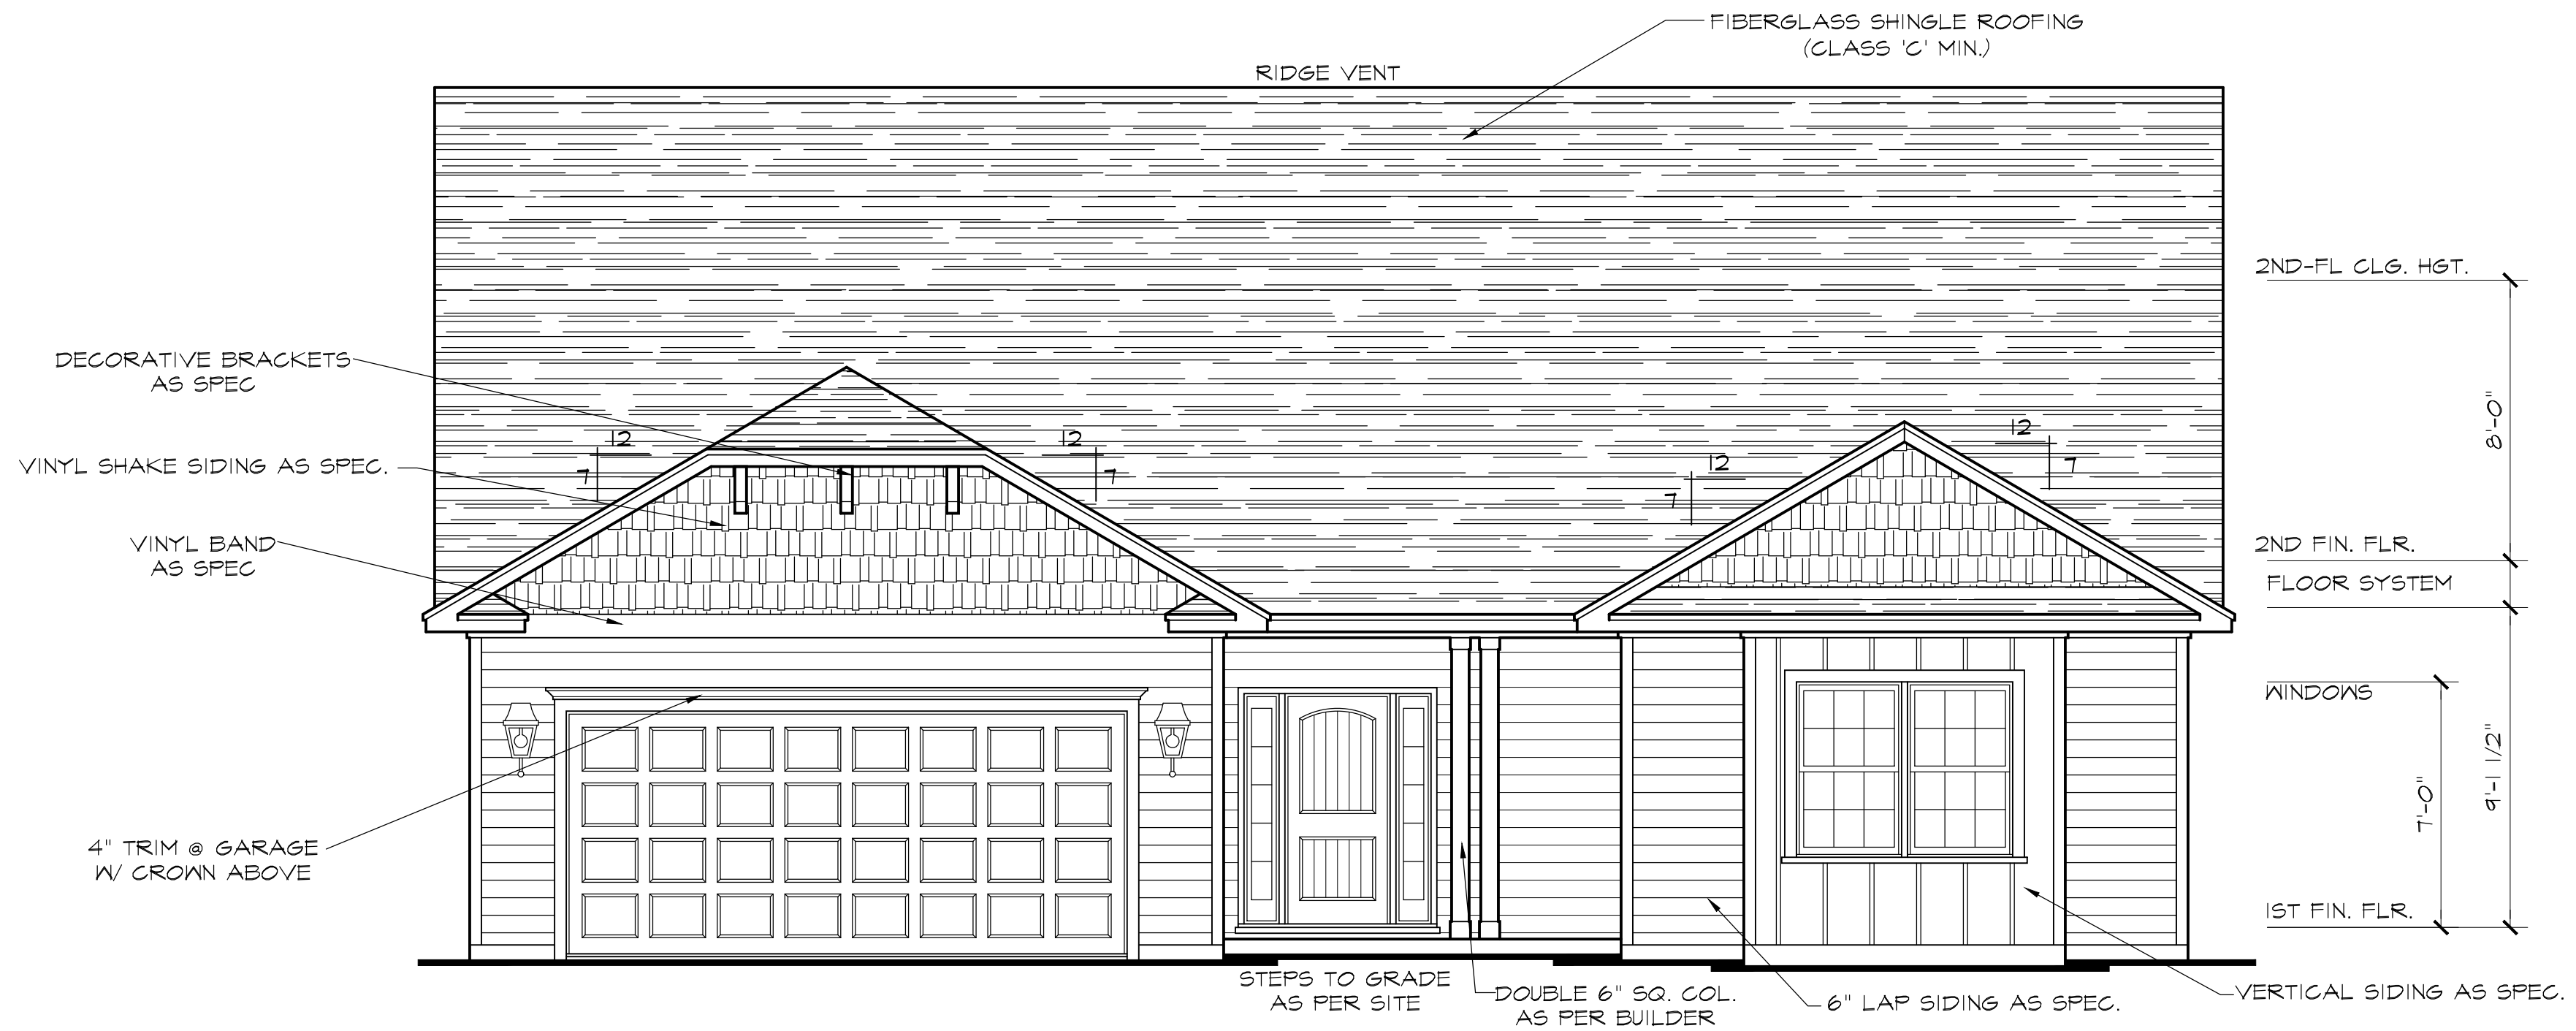 FIBERGLASS SHINGLE ROOFING
(CLASS 'C' MIN.)
RIDGE VENT
2ND-FL CLG. HGT.
DECORATIVE BRACKETS
AS SPEC
8'-0"
12
7
12
7
12
7
12
7
VINYL SHAKE SIDING AS SPEC.
VINYL BAND
AS SPEC
2ND FIN. FLR.
FLOOR SYSTEM
WINDOWS
7'-0"
9'-1 1/2"
4" TRIM @ GARAGE
W/ CROWN ABOVE
1ST FIN. FLR.
STEPS TO GRADE
AS PER SITE
DOUBLE 6" SQ. COL.
AS PER BUILDER
6" LAP SIDING AS SPEC.
VERTICAL SIDING AS SPEC.